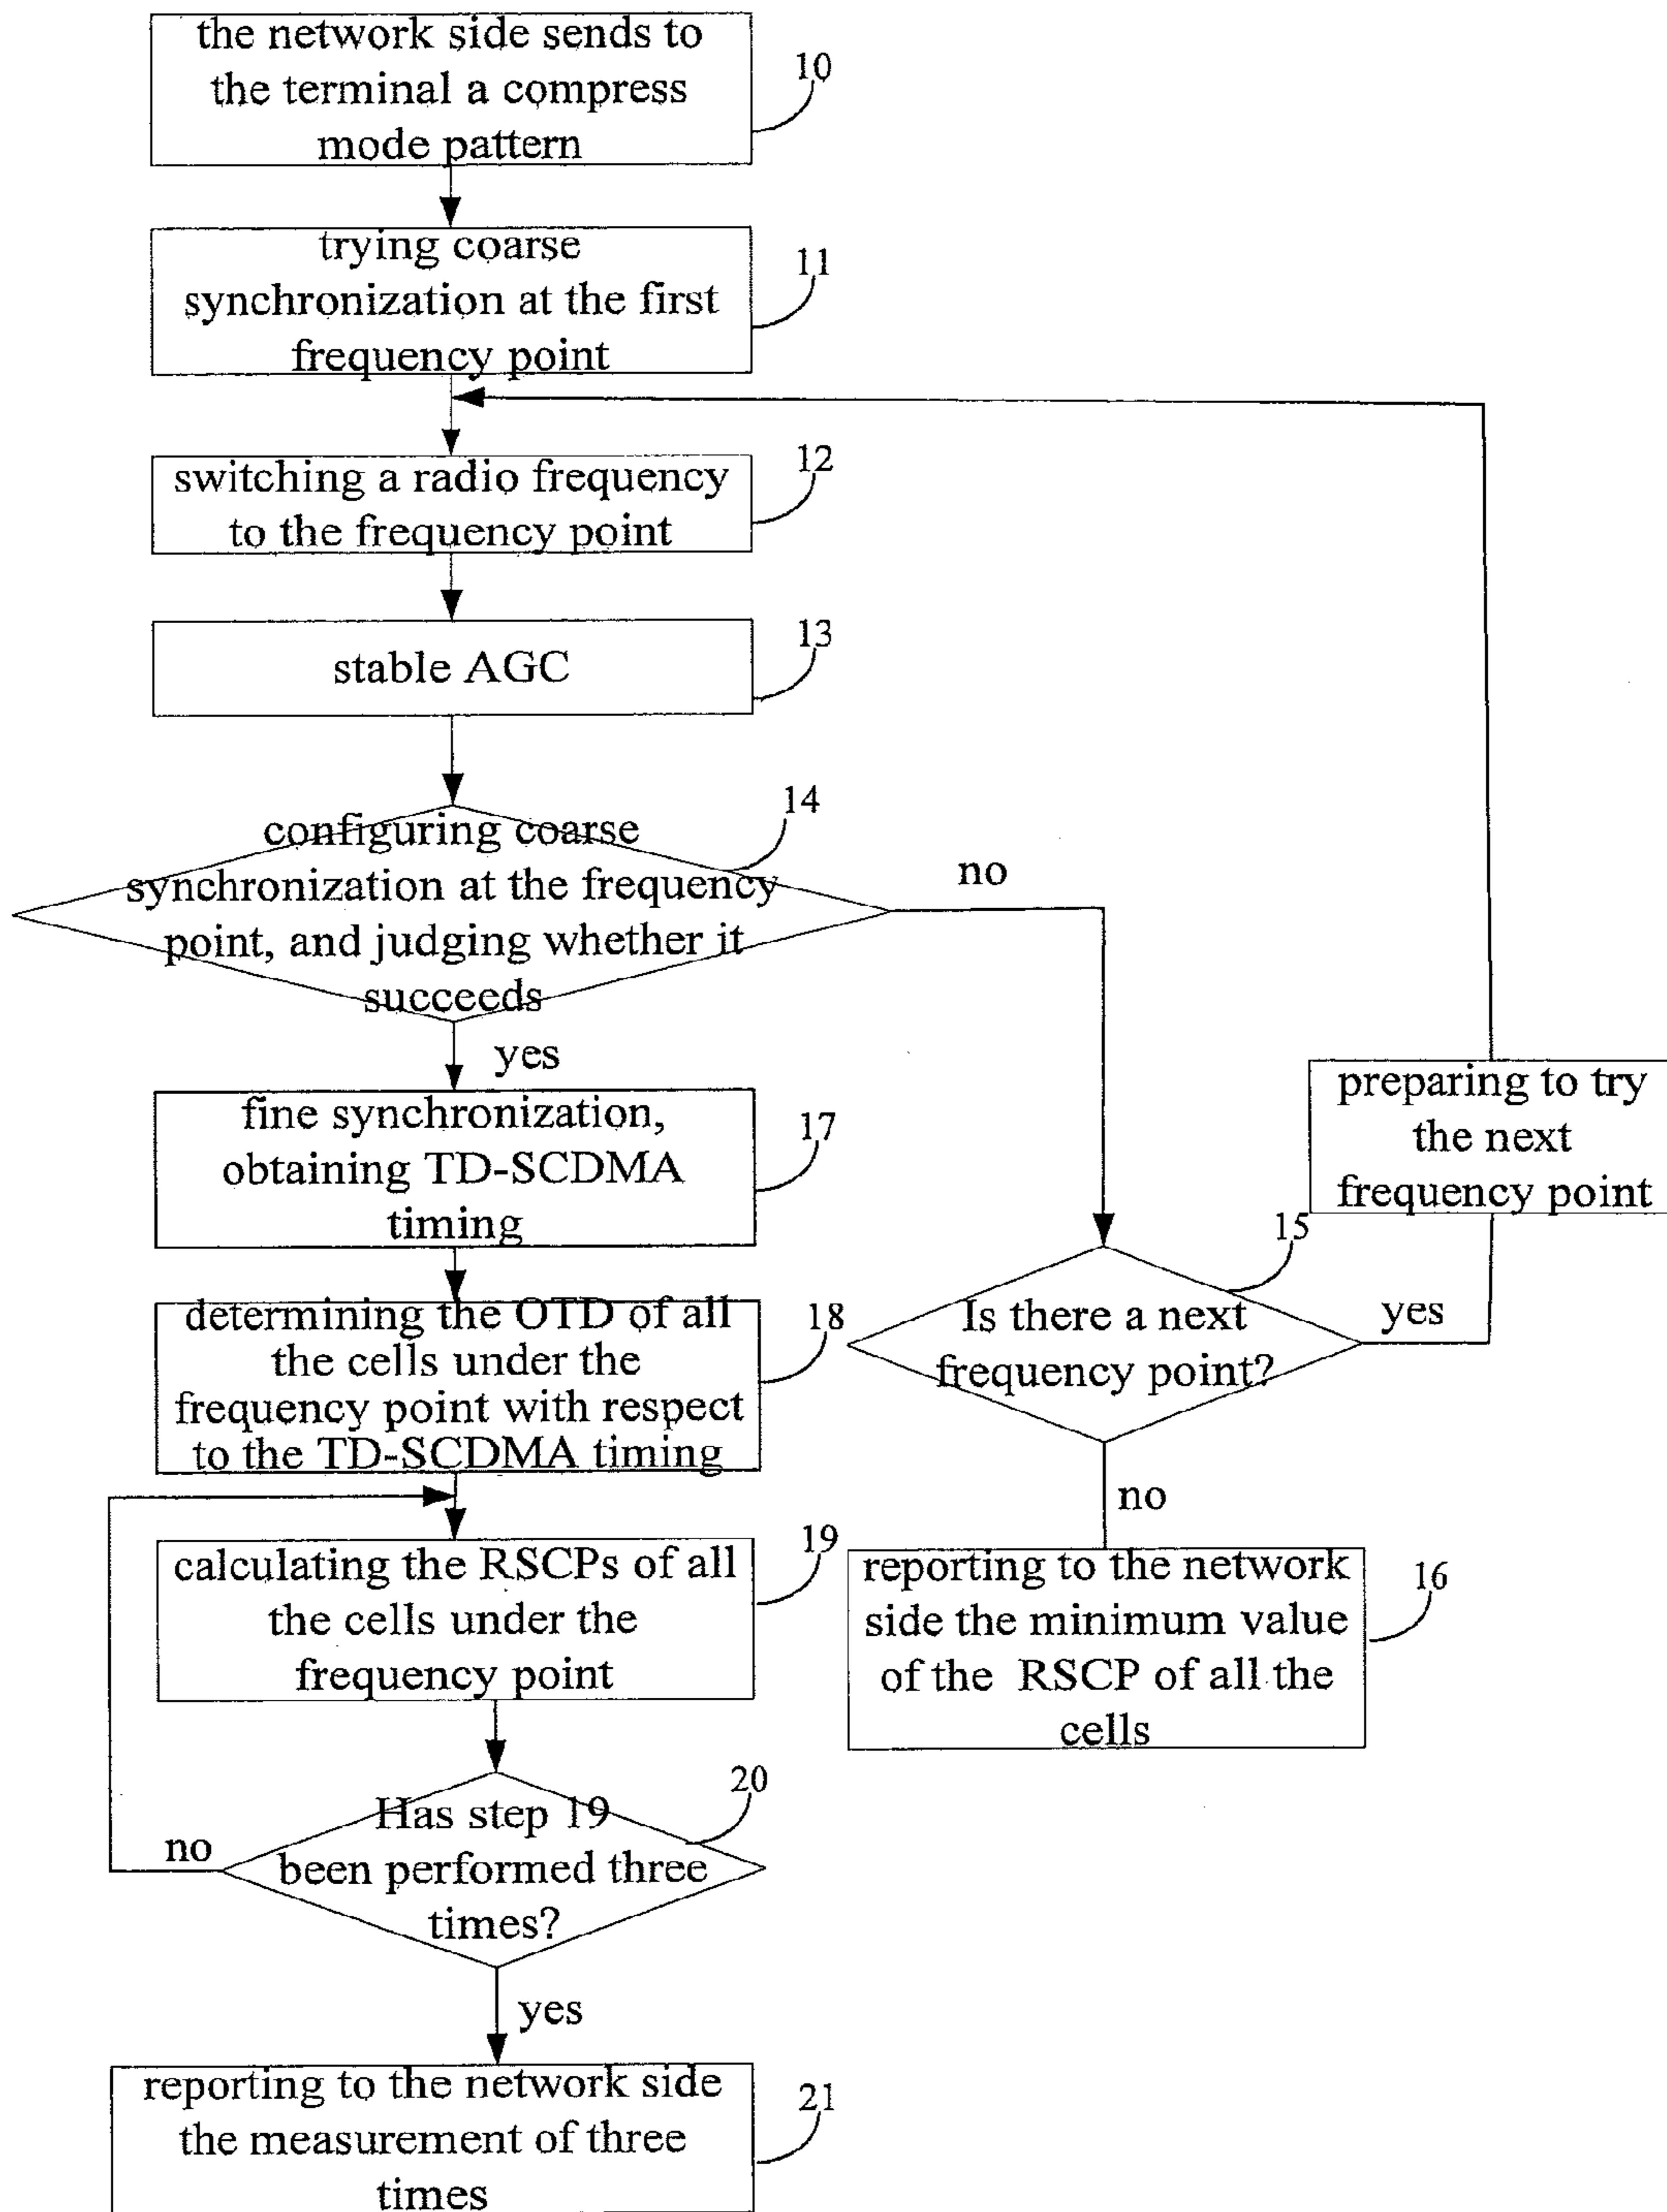 the network side sends to
the terminal a compress
mode pattern
10
trying coarse
synchronization at the first
frequency point
11
switching a radio frequency
to the frequency point
12
stable AGC
13
configuring coarse
synchronization at the frequency
point, and judging whether it
succeeds
14
no
yes
fine synchronization,
obtaining TD-SCDMA
timing
17
preparing to try
the next
frequency point
15
Is there a next
frequency point?
yes
no
determining the OTD of all
the cells under the
frequency point with respect
to the TD-SCDMA timing
18
calculating the RSCPs of all
the cells under the
frequency point
19
reporting to the network
side the minimum value
of the RSCP of all the
cells
16
Has step 19
been performed three
times?
20
no
yes
reporting to the network side
the measurement of three
times
21